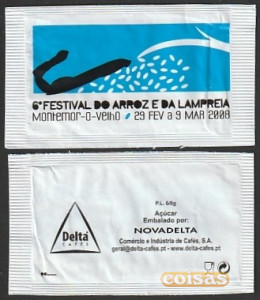 6º FESTIVAL DO ARROZ E DA LAMPREIA
Montemor-o-Velho • 29 FEV a 9 MAR 2008
P.L. 6/8g
Delta
CAFÉS
Açúcar
Embalado por:
NOVADELTA
Comércio e Indústria de Cafés, S.A.
geral@delta-cafes.pt - www.delta-cafes.pt
coisas